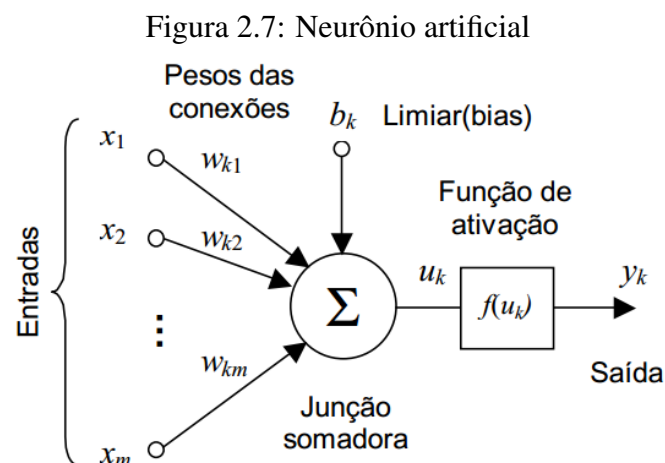 Figura 2.7: Neurônio artificial
Pesos das
conexões
b_k Limiar(bias)
x_1
w_k1
Função de
ativação
x_2
w_k2
Entradas
u_k
y_k
Σ
f(u_k)
⋮
w_km
Saída
Junção
somadora
x_m